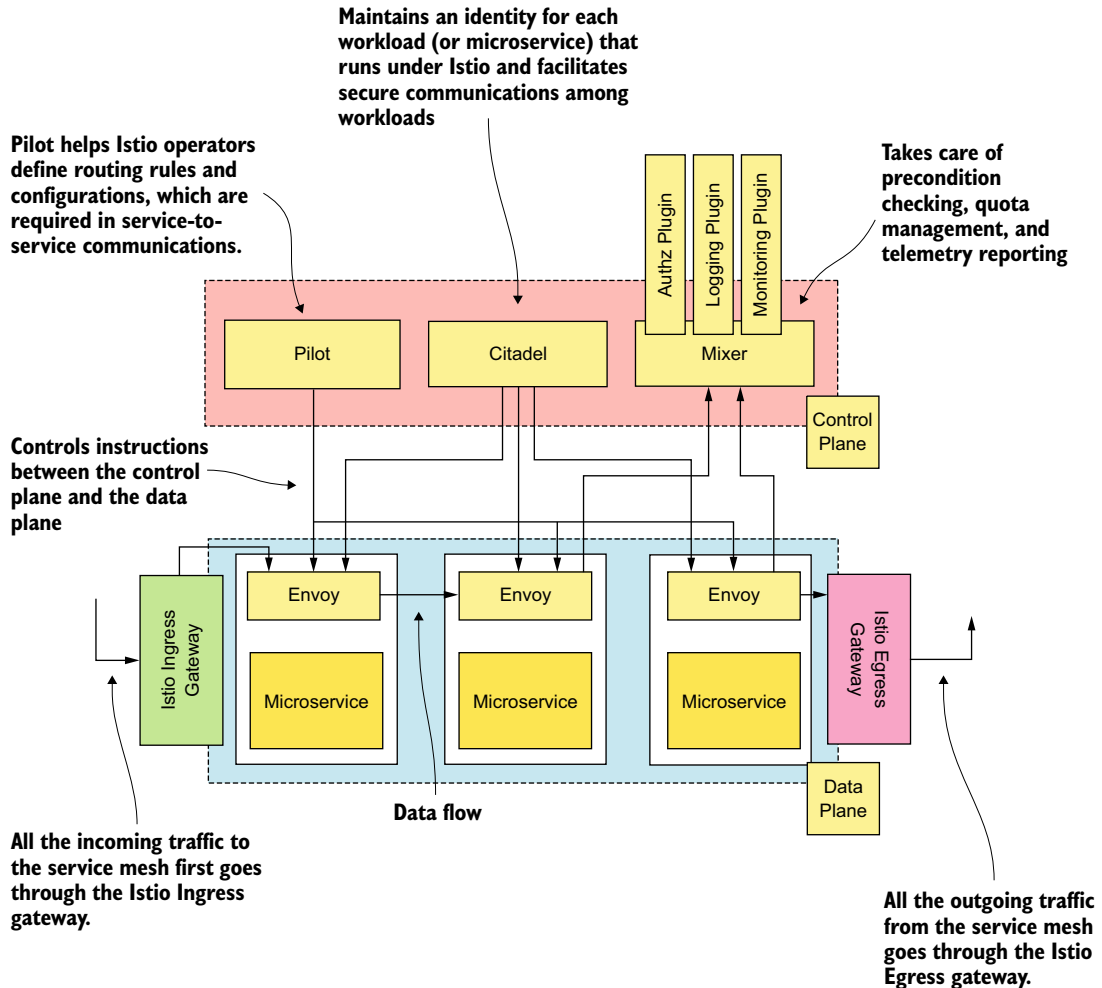 Maintains an identity for each
workload (or microservice) that
runs under Istio and facilitates
secure communications among
workloads
Pilot helps Istio operators
define routing rules and
configurations, which are
required in service-to-
service communications.
Takes care of
precondition
checking, quota
management, and
telemetry reporting
Authz Plugin
Logging Plugin
Monitoring Plugin
Pilot
Citadel
Mixer
Control
Plane
Controls instructions
between the control
plane and the data
plane
Istio Ingress
Gateway
Envoy
Envoy
Envoy
Istio Egress
Gateway
Microservice
Microservice
Microservice
Data
Plane
Data flow
All the incoming traffic to
the service mesh first goes
through the Istio Ingress
gateway.
All the outgoing traffic
from the service mesh
goes through the Istio
Egress gateway.